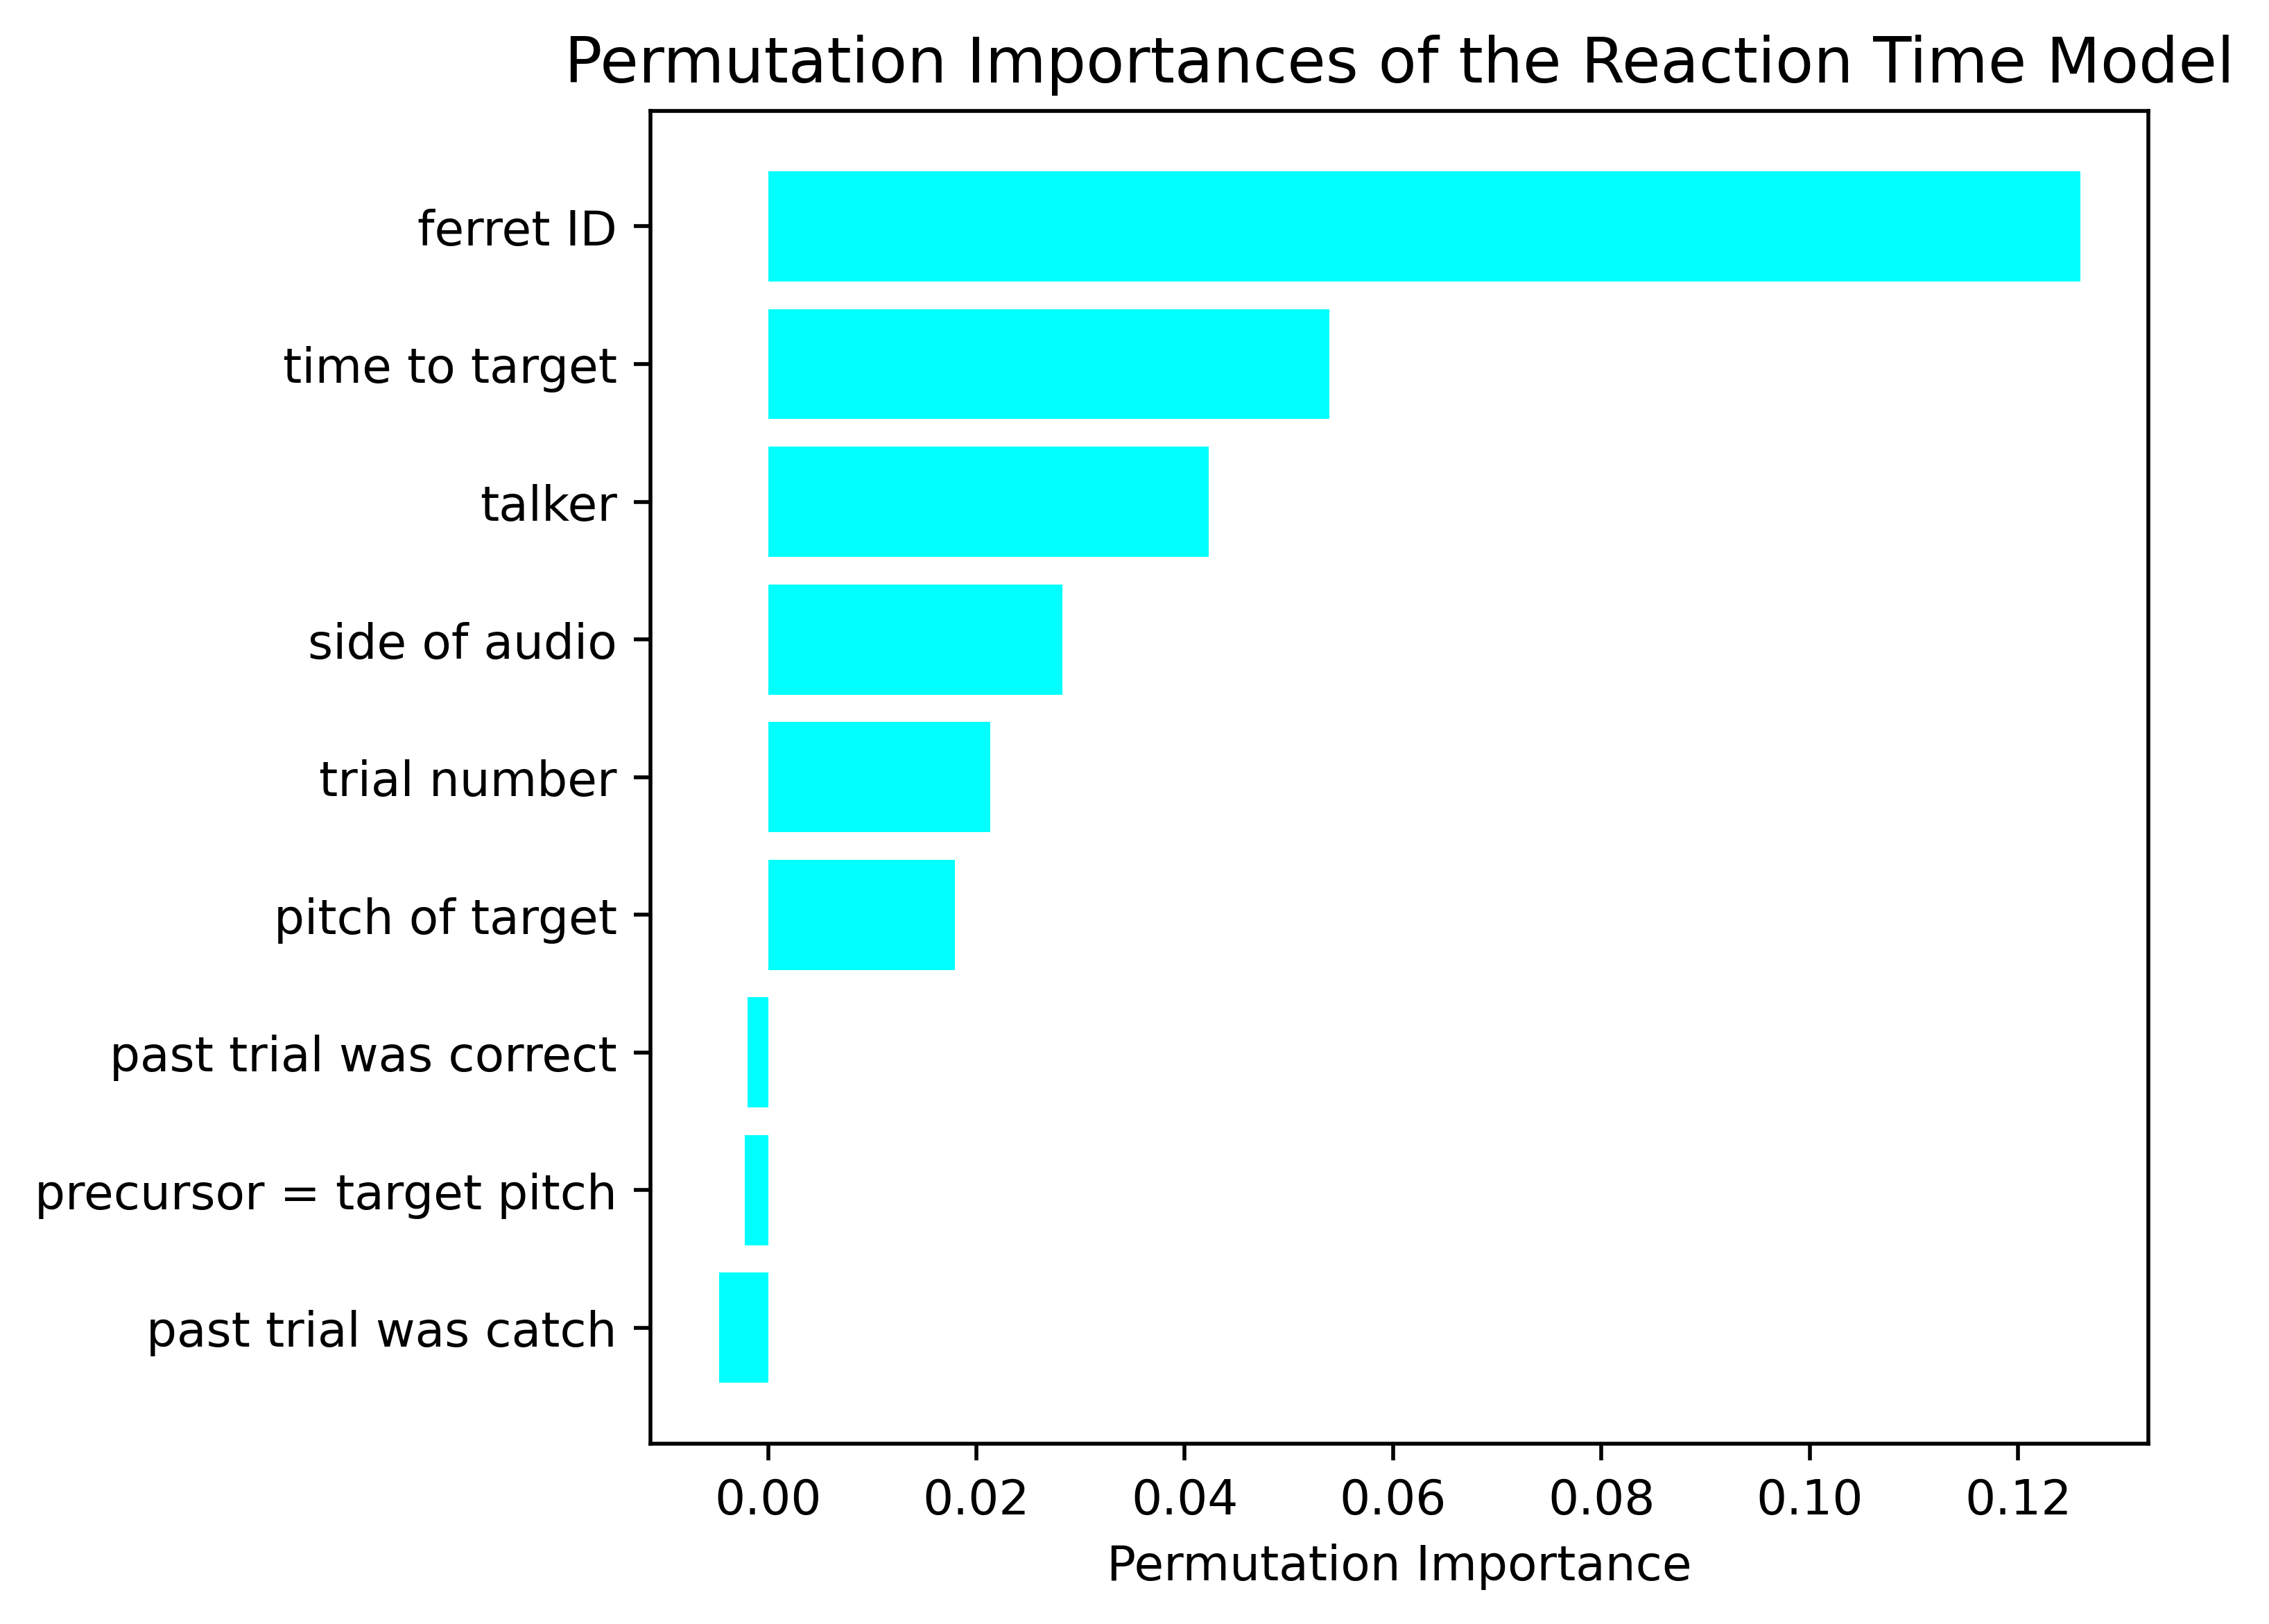 Permutation Importances of the Reaction Time Model
ferret ID
time to target
talker
side of audio
trial number
pitch of target
past trial was correct
precursor = target pitch
past trial was catch
0.00 0.02 0.04 0.06 0.08 0.10 0.12
Permutation Importance